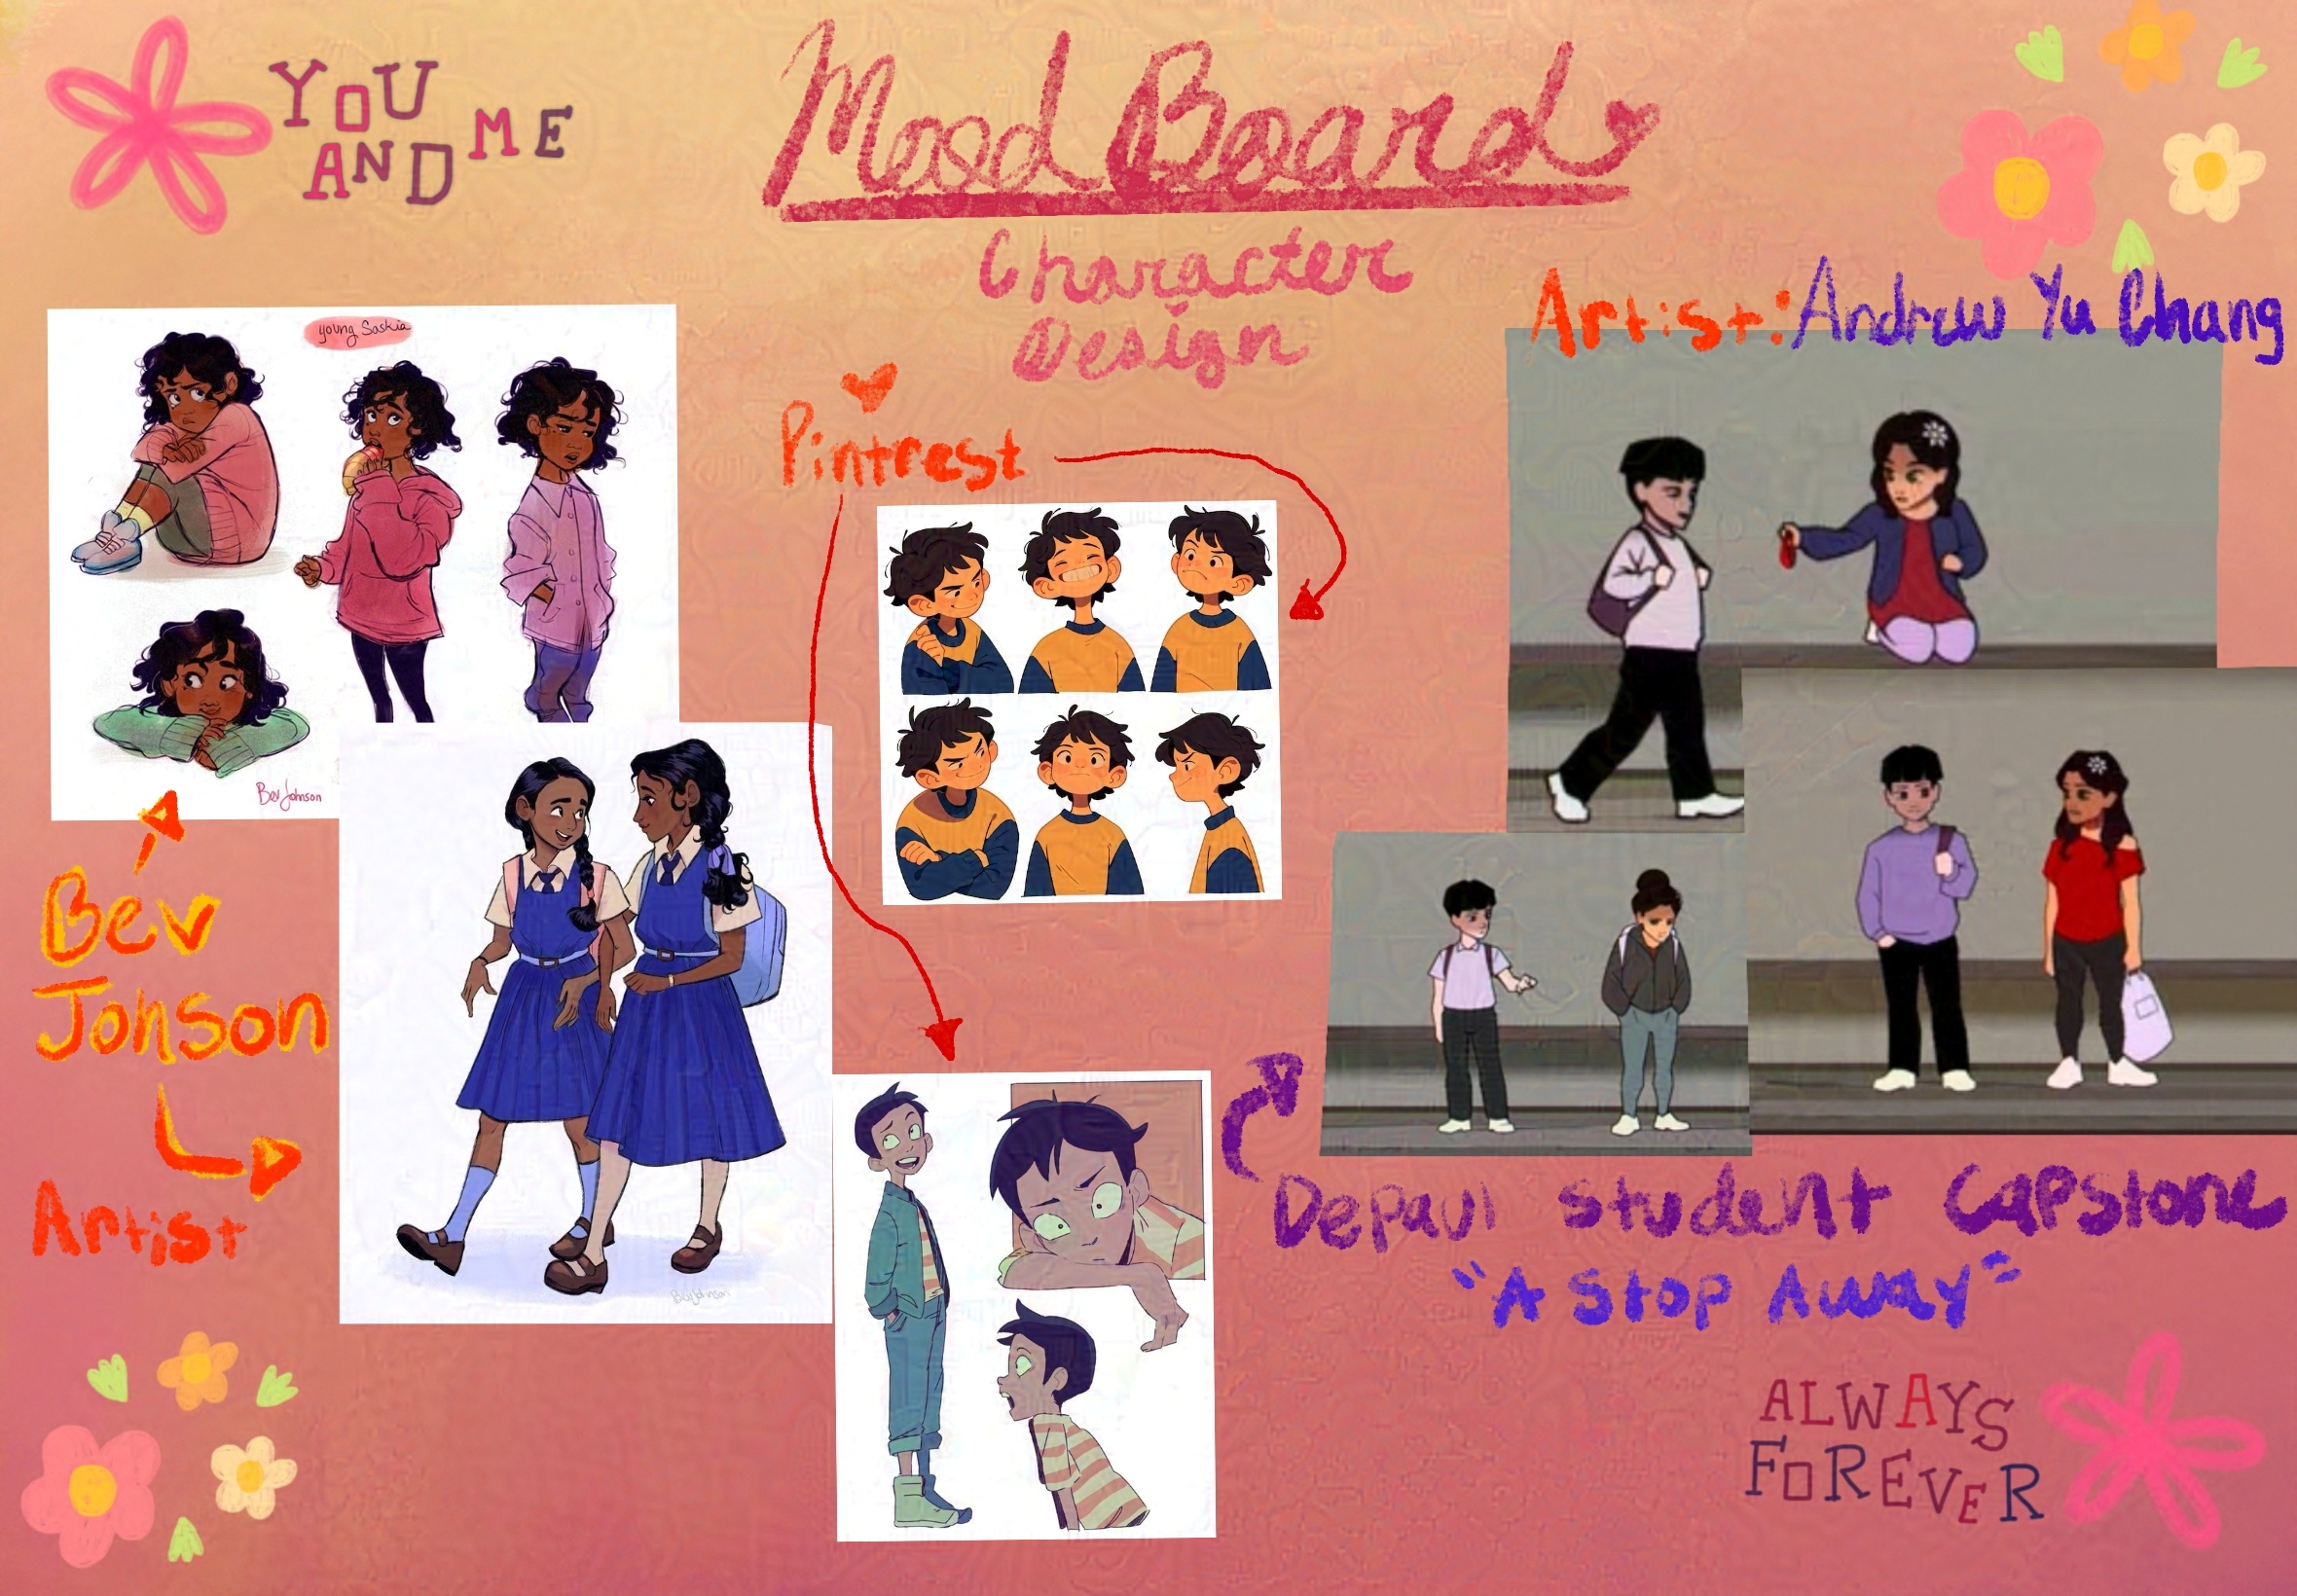 YOU
AND ME
Mood Board
Character
Design
Artist: Andrew Yu Chang
young Saskia
Pintrest
Bev Johnson
Bev
Jonson
Artist
Bev Johnson
Depaul student Capstone
"A Stop Away"
ALWAYS
FOREVER